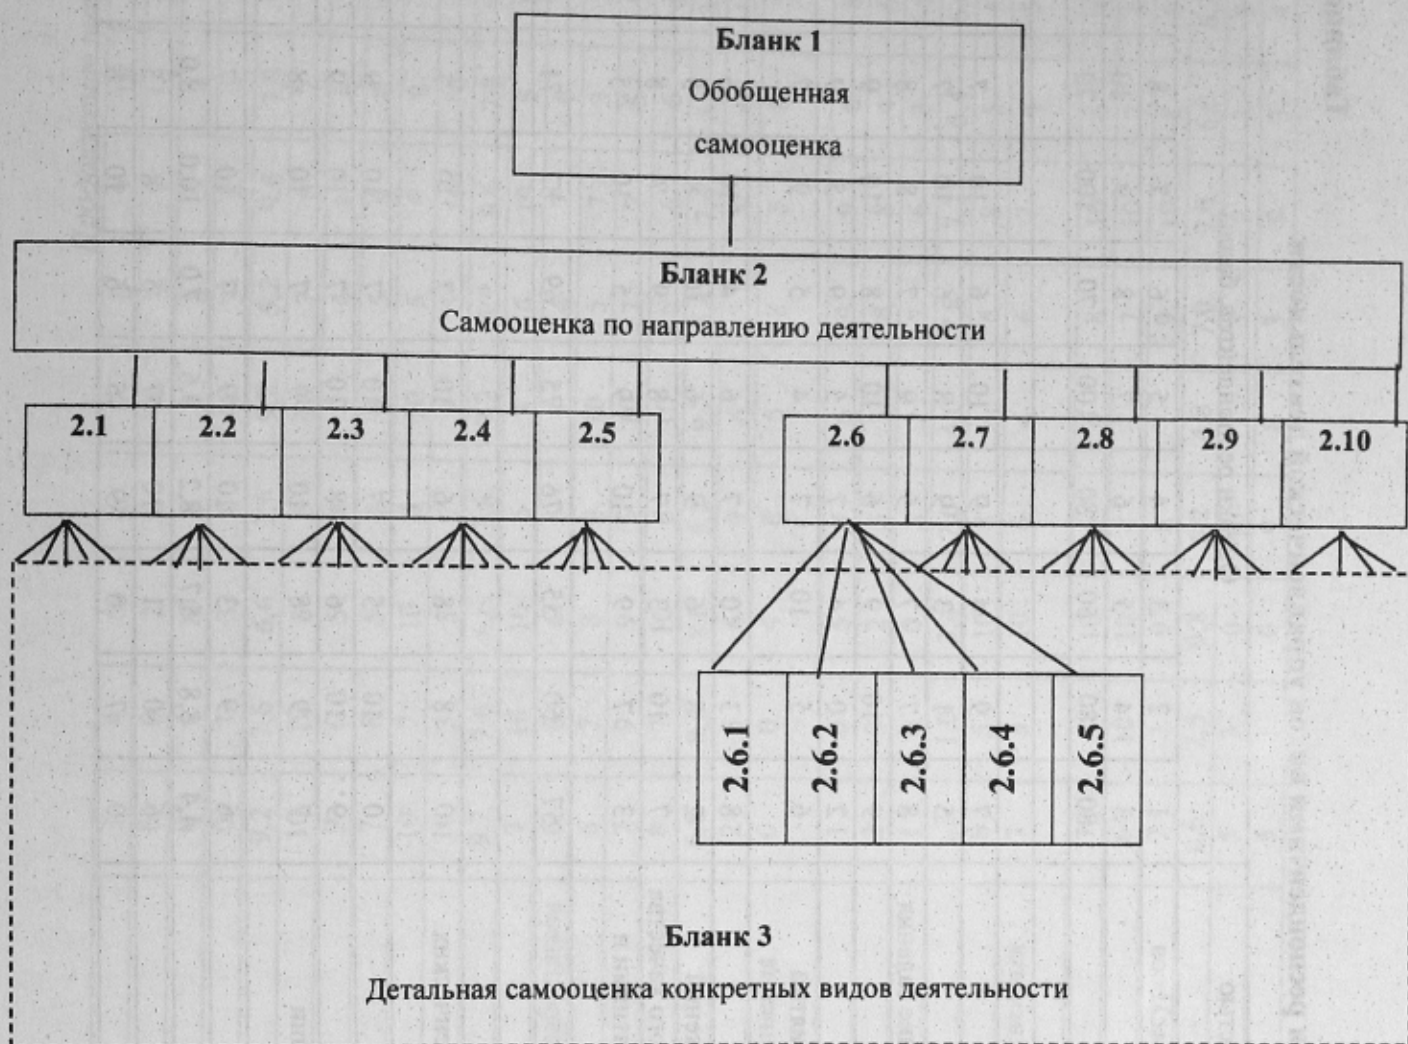 Бланк 1
Обобщенная
самооценка
Бланк 2
Самооценка по направлению деятельности
2.1 2.2 2.3 2.4 2.5 2.6 2.7 2.8 2.9 2.10
2.6.1
2.6.2
2.6.3
2.6.4
2.6.5
Бланк 3
Детальная самооценка конкретных видов деятельности